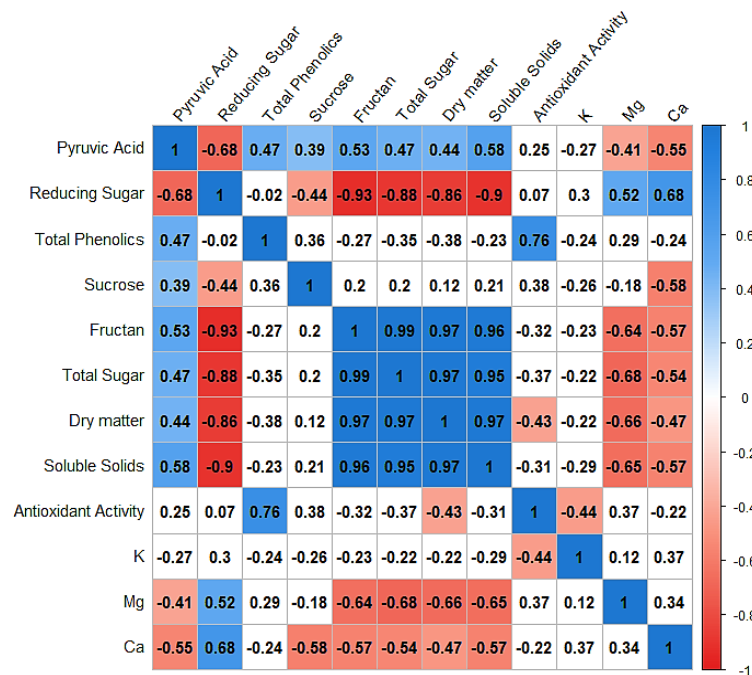 Pyruvic Acid
Reducing Sugar
Total Phenolics
Sucrose
Fructan
Total Sugar
Dry matter
Soluble Solids
Antioxidant Activity
K
Mg
Ca
Pyruvic Acid 1 -0.68 0.47 0.39 0.53 0.47 0.44 0.58 0.25 -0.27 -0.41 -0.55
Reducing Sugar -0.68 1 -0.02 -0.44 -0.93 -0.88 -0.86 -0.9 0.07 0.3 0.52 0.68
Total Phenolics 0.47 -0.02 1 0.36 -0.27 -0.35 -0.38 -0.23 0.76 -0.24 0.29 -0.24
Sucrose 0.39 -0.44 0.36 1 0.2 0.2 0.12 0.21 0.38 -0.26 -0.18 -0.58
Fructan 0.53 -0.93 -0.27 0.2 1 0.99 0.97 0.96 -0.32 -0.23 -0.64 -0.57
Total Sugar 0.47 -0.88 -0.35 0.2 0.99 1 0.97 0.95 -0.37 -0.22 -0.68 -0.54
Dry matter 0.44 -0.86 -0.38 0.12 0.97 0.97 1 0.97 -0.43 -0.22 -0.66 -0.47
Soluble Solids 0.58 -0.9 -0.23 0.21 0.96 0.95 0.97 1 -0.31 -0.29 -0.65 -0.57
Antioxidant Activity 0.25 0.07 0.76 0.38 -0.32 -0.37 -0.43 -0.31 1 -0.44 0.37 -0.22
K -0.27 0.3 -0.24 -0.26 -0.23 -0.22 -0.22 -0.29 -0.44 1 0.12 0.37
Mg -0.41 0.52 0.29 -0.18 -0.64 -0.68 -0.66 -0.65 0.37 0.12 1 0.34
Ca -0.55 0.68 -0.24 -0.58 -0.57 -0.54 -0.47 -0.57 -0.22 0.37 0.34 1
1
0.8
0.6
0.4
0.2
0
-0.2
-0.4
-0.6
-0.8
-1